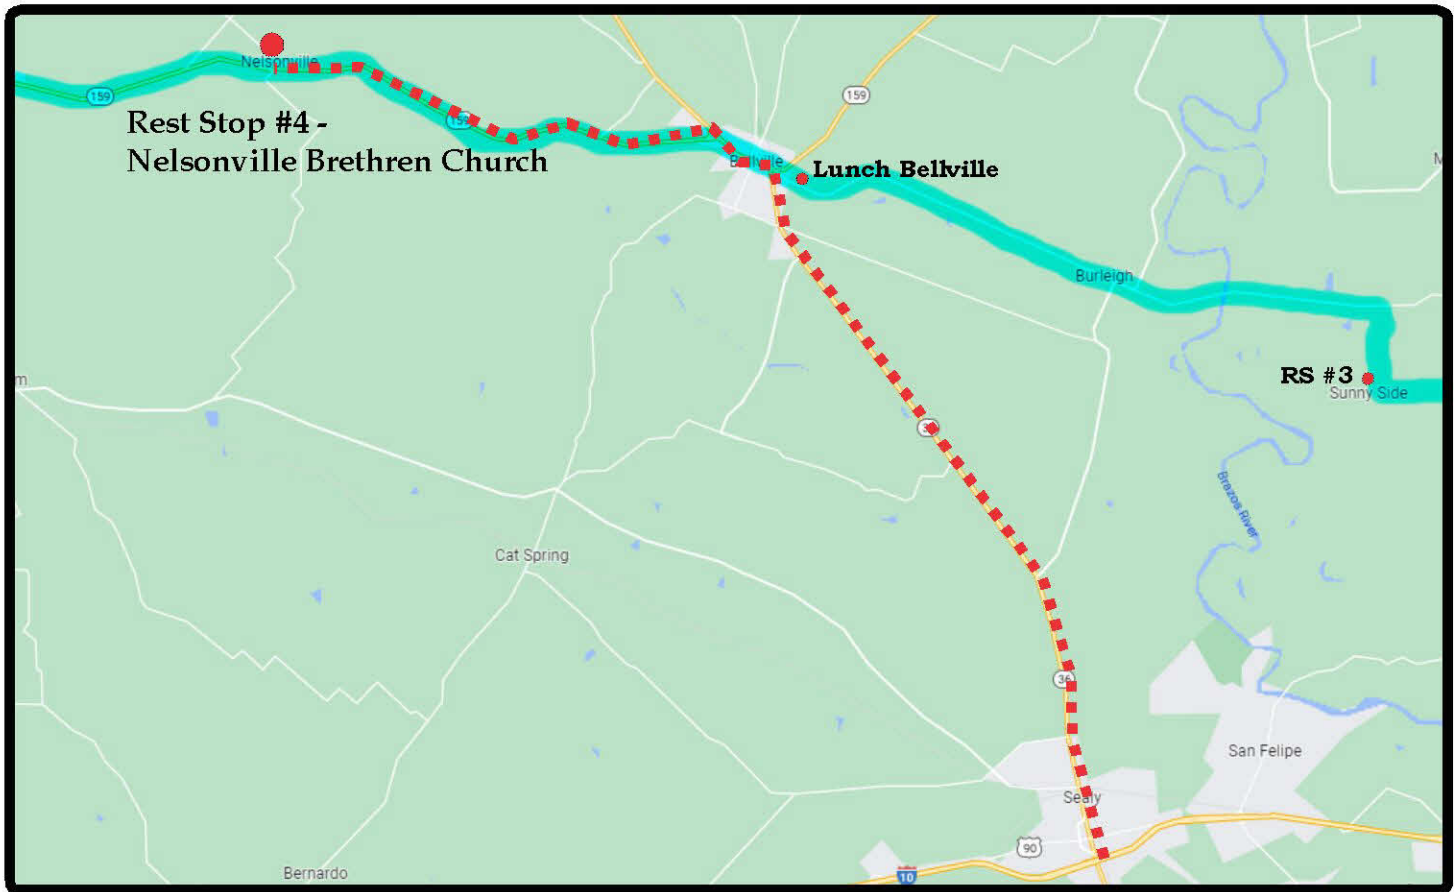 Nelsonville
159
159
Rest Stop #4 -
Nelsonville Brethren Church
159
Bellville
Lunch Bellville
Burleigh
RS #3
Sunny Side
m
M
36
Brazos River
Cat Spring
36
San Felipe
Sealy
90
10
Bernardo